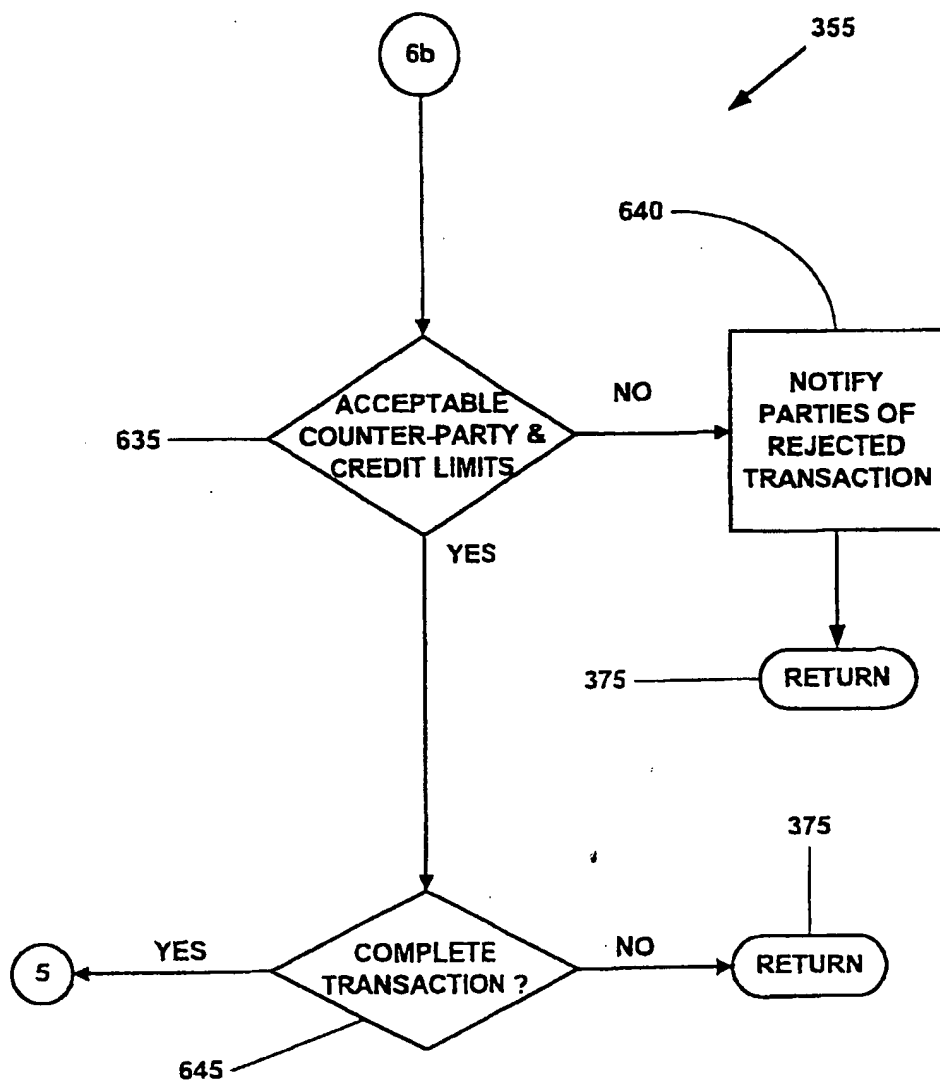 6b
355
640
635
ACCEPTABLE
COUNTER-PARTY &
CREDIT LIMITS
NO
NOTIFY
PARTIES OF
REJECTED
TRANSACTION
YES
375
RETURN
375
5
YES
COMPLETE
TRANSACTION ?
NO
RETURN
645